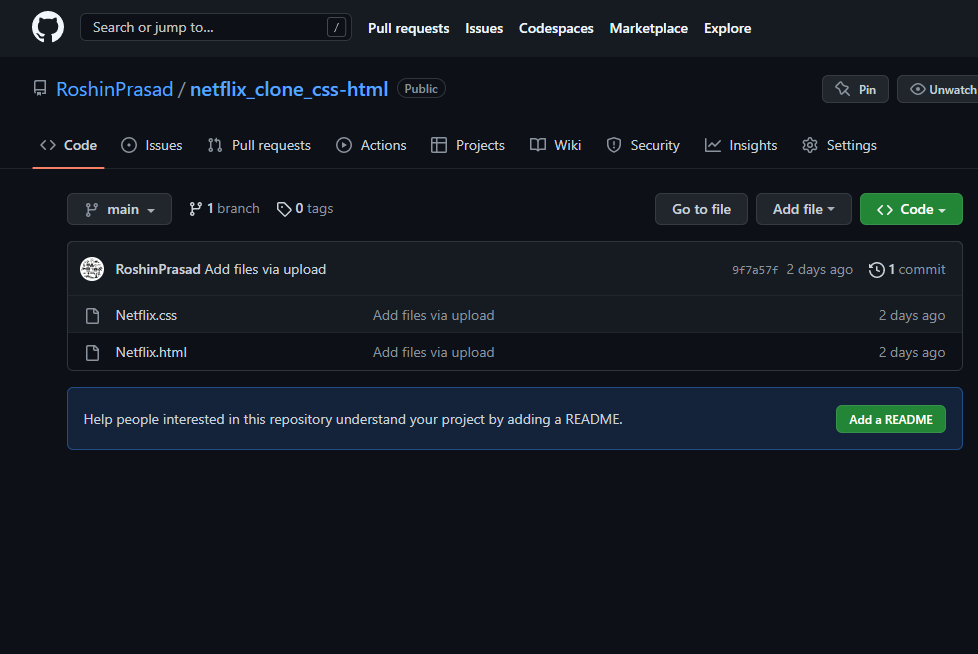 Search or jump to... / Pull requests Issues Codespaces Marketplace Explore
RoshinPrasad / netflix_clone_css-html Public Pin Unwatch
Code Issues Pull requests Actions Projects Wiki Security Insights Settings
main 1 branch 0 tags Go to file Add file Code
RoshinPrasad Add files via upload 9f7a57f 2 days ago 1 commit
Netflix.css Add files via upload 2 days ago
Netflix.html Add files via upload 2 days ago
Help people interested in this repository understand your project by adding a README. Add a README